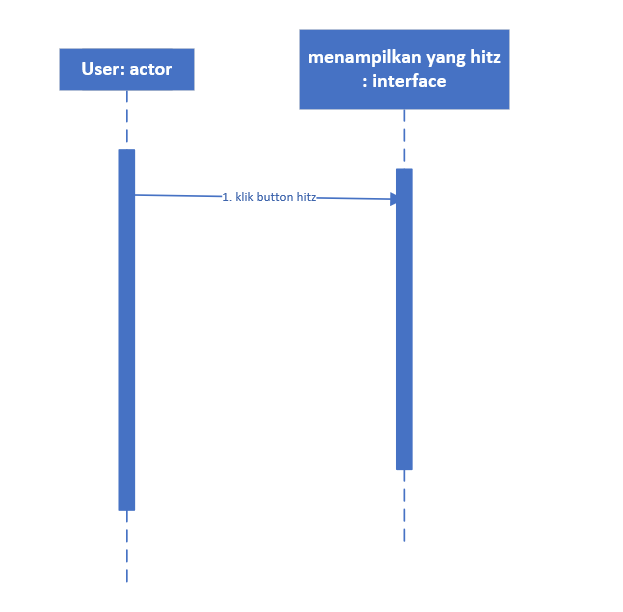 User: actor
menampilkan yang hitz
: interface
1. klik button hitz